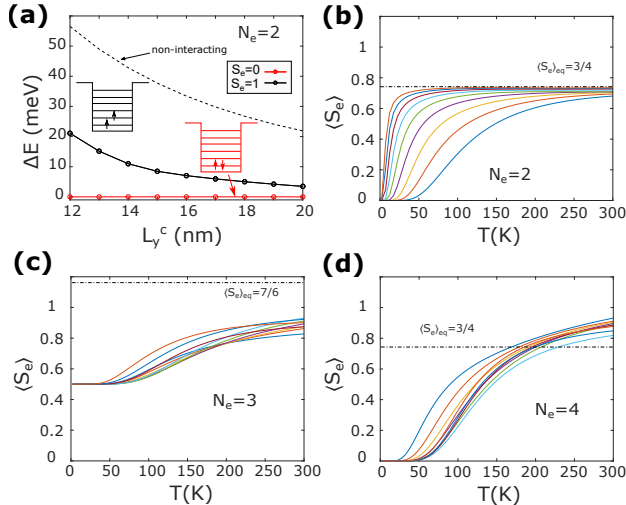 (a)
N_e=2
non-interacting
S_e=0
S_e=1
ΔE (meV)
60
50
40
30
20
10
0
12
14
16
18
20
L_y^c (nm)
(b)
⟨S_e⟩_eq=3/4
⟨S_e⟩
1
0.8
0.6
0.4
0.2
0
N_e=2
0
50
100
150
200
250
300
T(K)
(c)
⟨S_e⟩_eq=7/6
⟨S_e⟩
1
0.8
0.6
0.4
0.2
0
N_e=3
0
50
100
150
200
250
300
T(K)
(d)
⟨S_e⟩_eq=3/4
⟨S_e⟩
1
0.8
0.6
0.4
0.2
0
N_e=4
0
50
100
150
200
250
300
T(K)